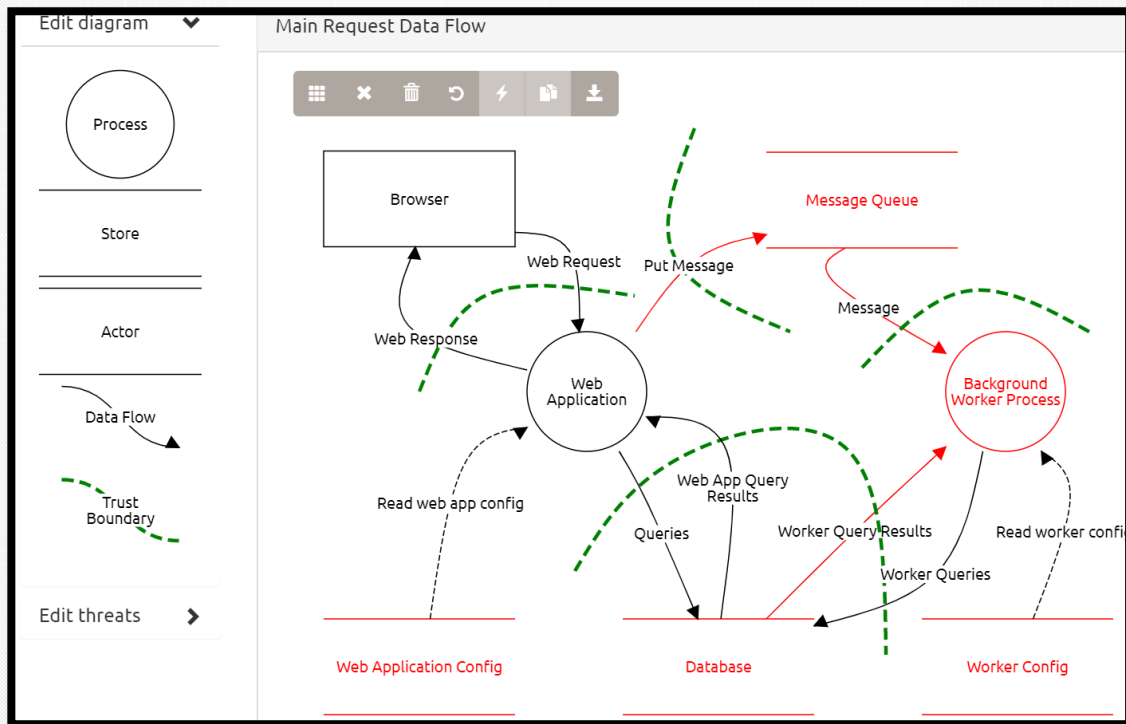 Edit diagram
Process
Store
Actor
Data Flow
Trust
Boundary
Edit threats
Main Request Data Flow
Browser
Message Queue
Web Request
Put Message
Web Response
Message
Web
Application
Background
Worker Process
Read web app config
Web App Query
Results
Queries
Worker Query Results
Read worker config
Worker Queries
Web Application Config
Database
Worker Config